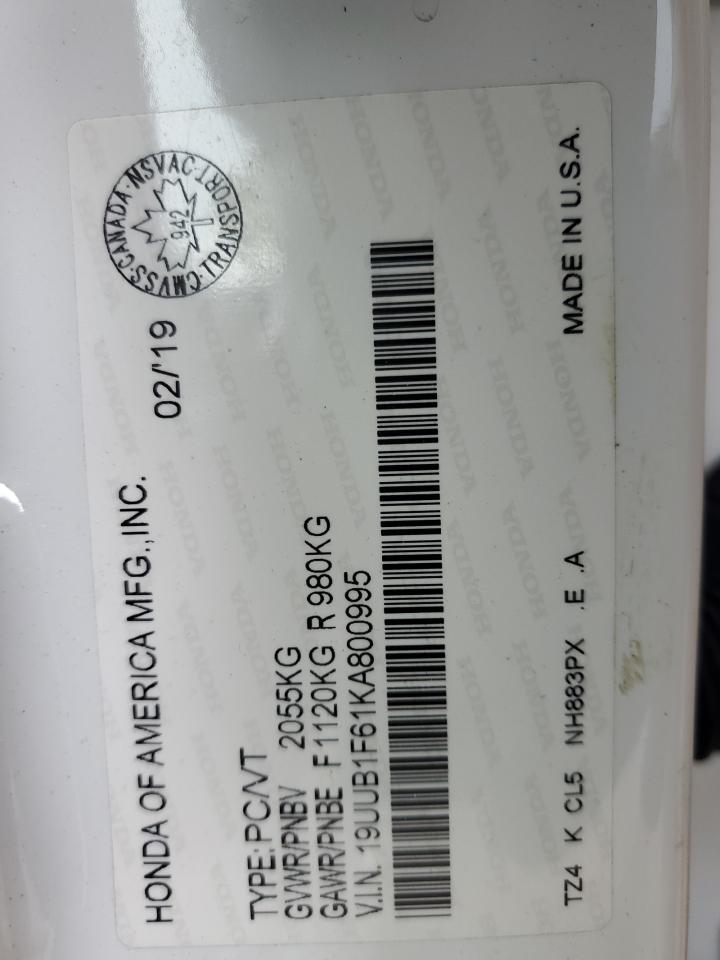 HONDA OF AMERICA MFG.,INC. 02/'19
CMVSS·CANADA·NSVAC·TRANSPORT·
942
TYPE:PC/VT
GVWR/PNBV 2055KG
GAWR/PNBE F 1120KG R 980KG
V.I.N. 19UUB1F61KA800995
TZ4 K CL5 NH883PX .E .A MADE IN U.S.A.